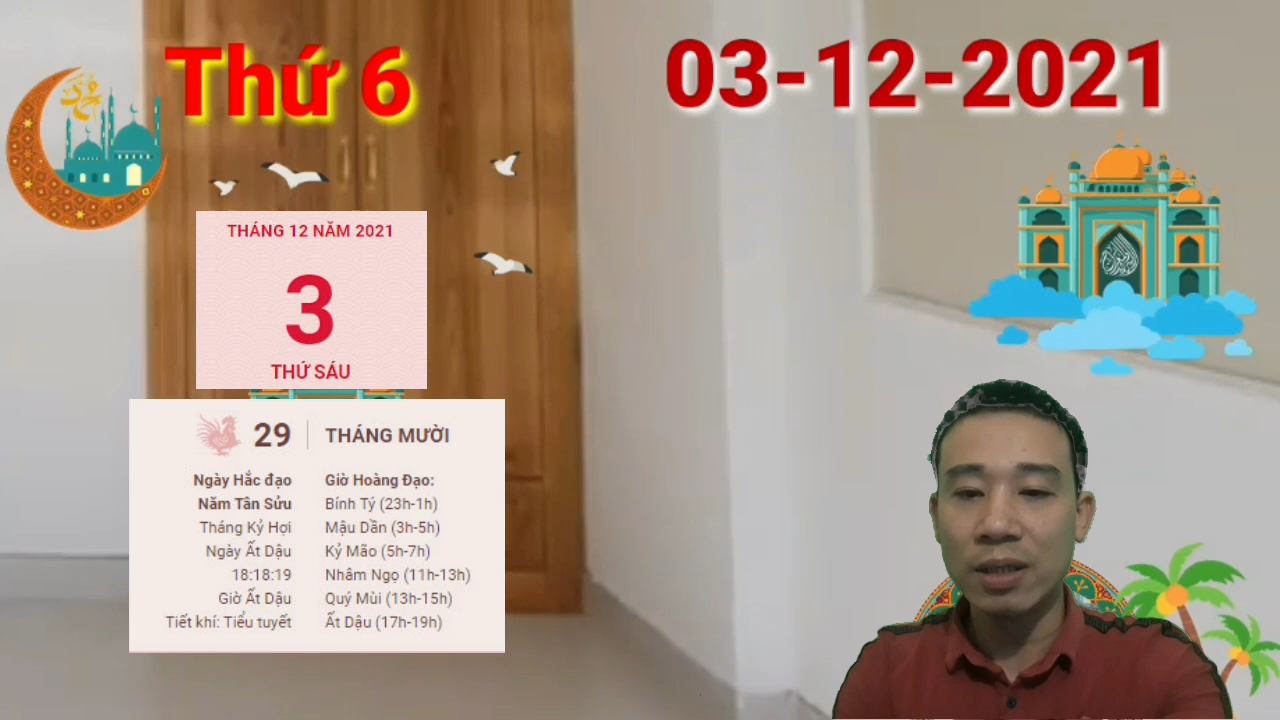 Thứ 6
03-12-2021
THÁNG 12 NĂM 2021
3
THỨ SÁU
29 THÁNG MƯỜI
Ngày Hắc đạo
Năm Tân Sửu
Tháng Kỷ Hợi
Ngày Ất Dậu
18:18:19
Giờ Ất Dậu
Tiết khí: Tiểu tuyết
Giờ Hoàng Đạo:
Bính Tý (23h-1h)
Mậu Dần (3h-5h)
Kỷ Mão (5h-7h)
Nhâm Ngọ (11h-13h)
Quý Mùi (13h-15h)
Ất Dậu (17h-19h)